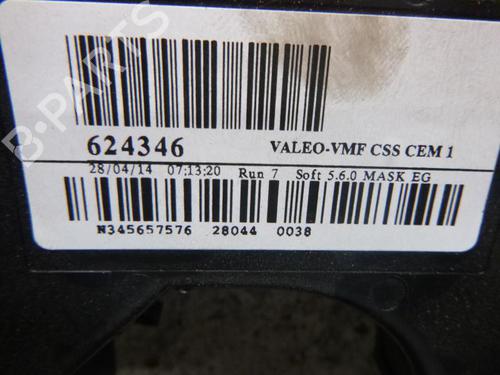 624346 VALEO-VMF CSS CEM 1
28/04/14 07:13:20 Run 7 Soft 5.6.0 MASK EG
N345657576 28044 0038
B-PARTS